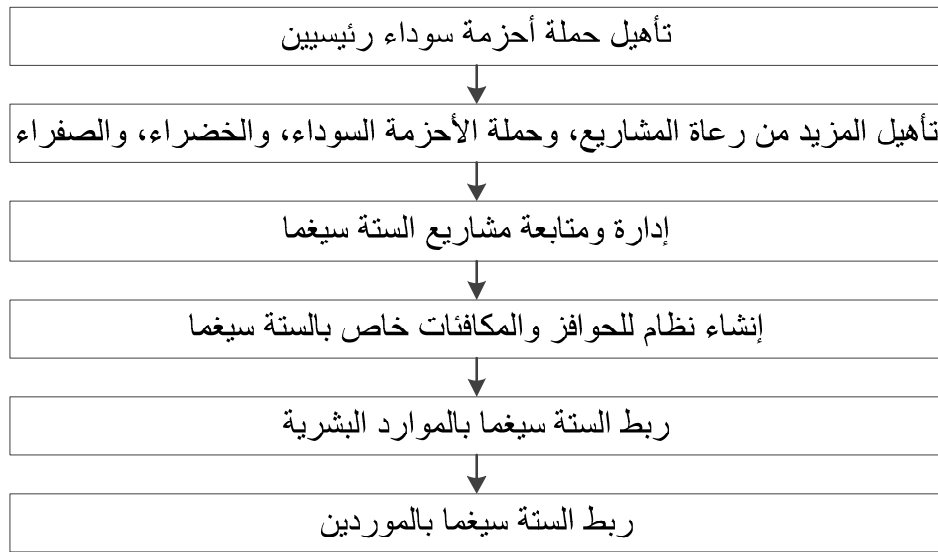 تأهيل حملة أحزمة سوداء رئيسيين
تأهيل المزيد من رعاة المشاريع، وحملة الأحزمة السوداء، والخضراء، والصفراء
إدارة ومتابعة مشاريع الستة سيغما
إنشاء نظام للحوافز والمكافئات خاص بالستة سيغما
ربط الستة سيغما بالموارد البشرية
ربط الستة سيغما بالموردين